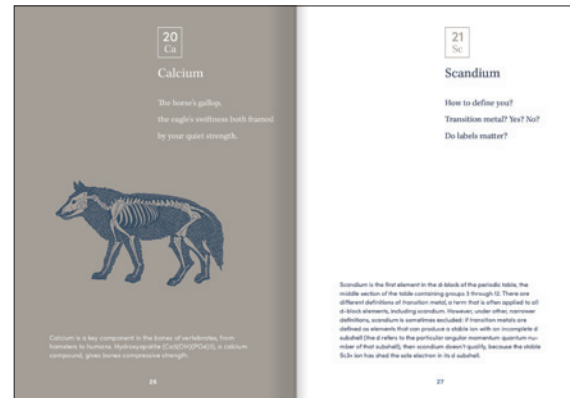 20
Ca
Calcium
The horse's gallop,
the eagle's swiftness both framed
by your quiet strength.
Calcium is a key component in the bones of vertebrates, from
hamsters to humans. Hydroxyapatite (Ca5(OH)(PO4)3), a calcium
compound, gives bones compressive strength.
26
21
Sc
Scandium
How to define you?
Transition metal? Yes? No?
Do labels matter?
Scandium is the first element in the d-block of the periodic table, the
middle section of the table containing groups 3 through 12. There are
different definitions of transition metal, a term that is often applied to all
d-block elements, including scandium. However, under other, narrower
definitions, scandium is sometimes excluded: if transition metals are
defined as elements that can produce a stable ion with an incomplete d
subshell (the d refers to the particular angular momentum quantum nu-
mber of that subshell), then scandium doesn't qualify, because the stable
Sc3+ ion has shed the sole electron in its d subshell.
27